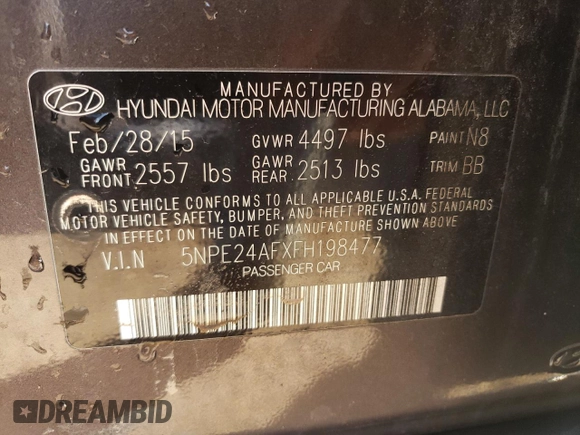 MANUFACTURED BY
HYUNDAI MOTOR MANUFACTURING ALABAMA, LLC
Feb/28/15 GVWR 4497 lbs PAINT N8
GAWR FRONT 2557 lbs GAWR REAR 2513 lbs TRIM BB
THIS VEHICLE CONFORMS TO ALL APPLICABLE U.S.A. FEDERAL
MOTOR VEHICLE SAFETY, BUMPER, AND THEFT PREVENTION STANDARDS
IN EFFECT ON THE DATE OF MANUFACTURE SHOWN ABOVE.
V.I.N 5NPE24AFXFH198477
PASSENGER CAR
DREAMBID